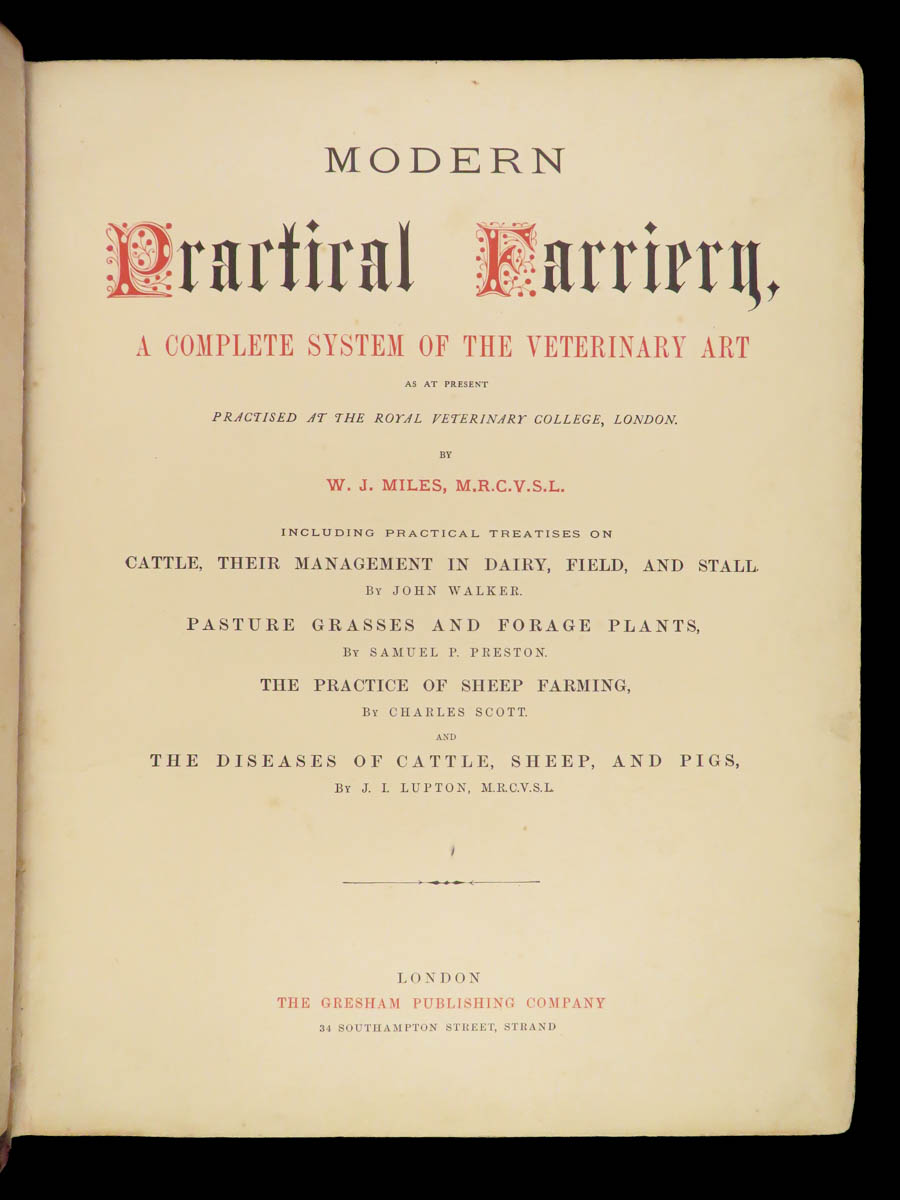 MODERN
Practical Farriery,
A COMPLETE SYSTEM OF THE VETERINARY ART
AS AT PRESENT
PRACTISED AT THE ROYAL VETERINARY COLLEGE, LONDON.
BY
W. J. MILES, M.R.C.V.S.L.
INCLUDING PRACTICAL TREATISES ON
CATTLE, THEIR MANAGEMENT IN DAIRY, FIELD, AND STALL.
By JOHN WALKER.
PASTURE GRASSES AND FORAGE PLANTS,
By SAMUEL P. PRESTON.
THE PRACTICE OF SHEEP FARMING,
By CHARLES SCOTT.
AND
THE DISEASES OF CATTLE, SHEEP, AND PIGS,
By J. I. LUPTON, M.R.C.V.S.L.
LONDON
THE GRESHAM PUBLISHING COMPANY
34 SOUTHAMPTON STREET, STRAND